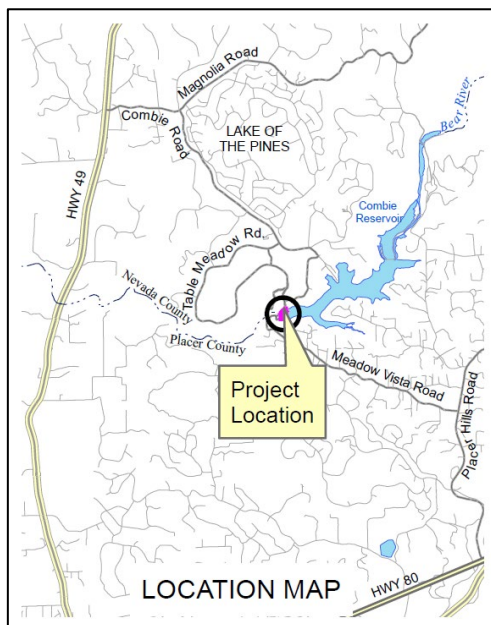 Magnolia Road
Combie Road
LAKE OF
THE PINES
Bear River
HWY 49
Combie
Reservoir
Table Meadow Rd.
Nevada County
Placer County
Project
Location
Meadow Vista Road
Placer Hills Road
LOCATION MAP
HWY 80